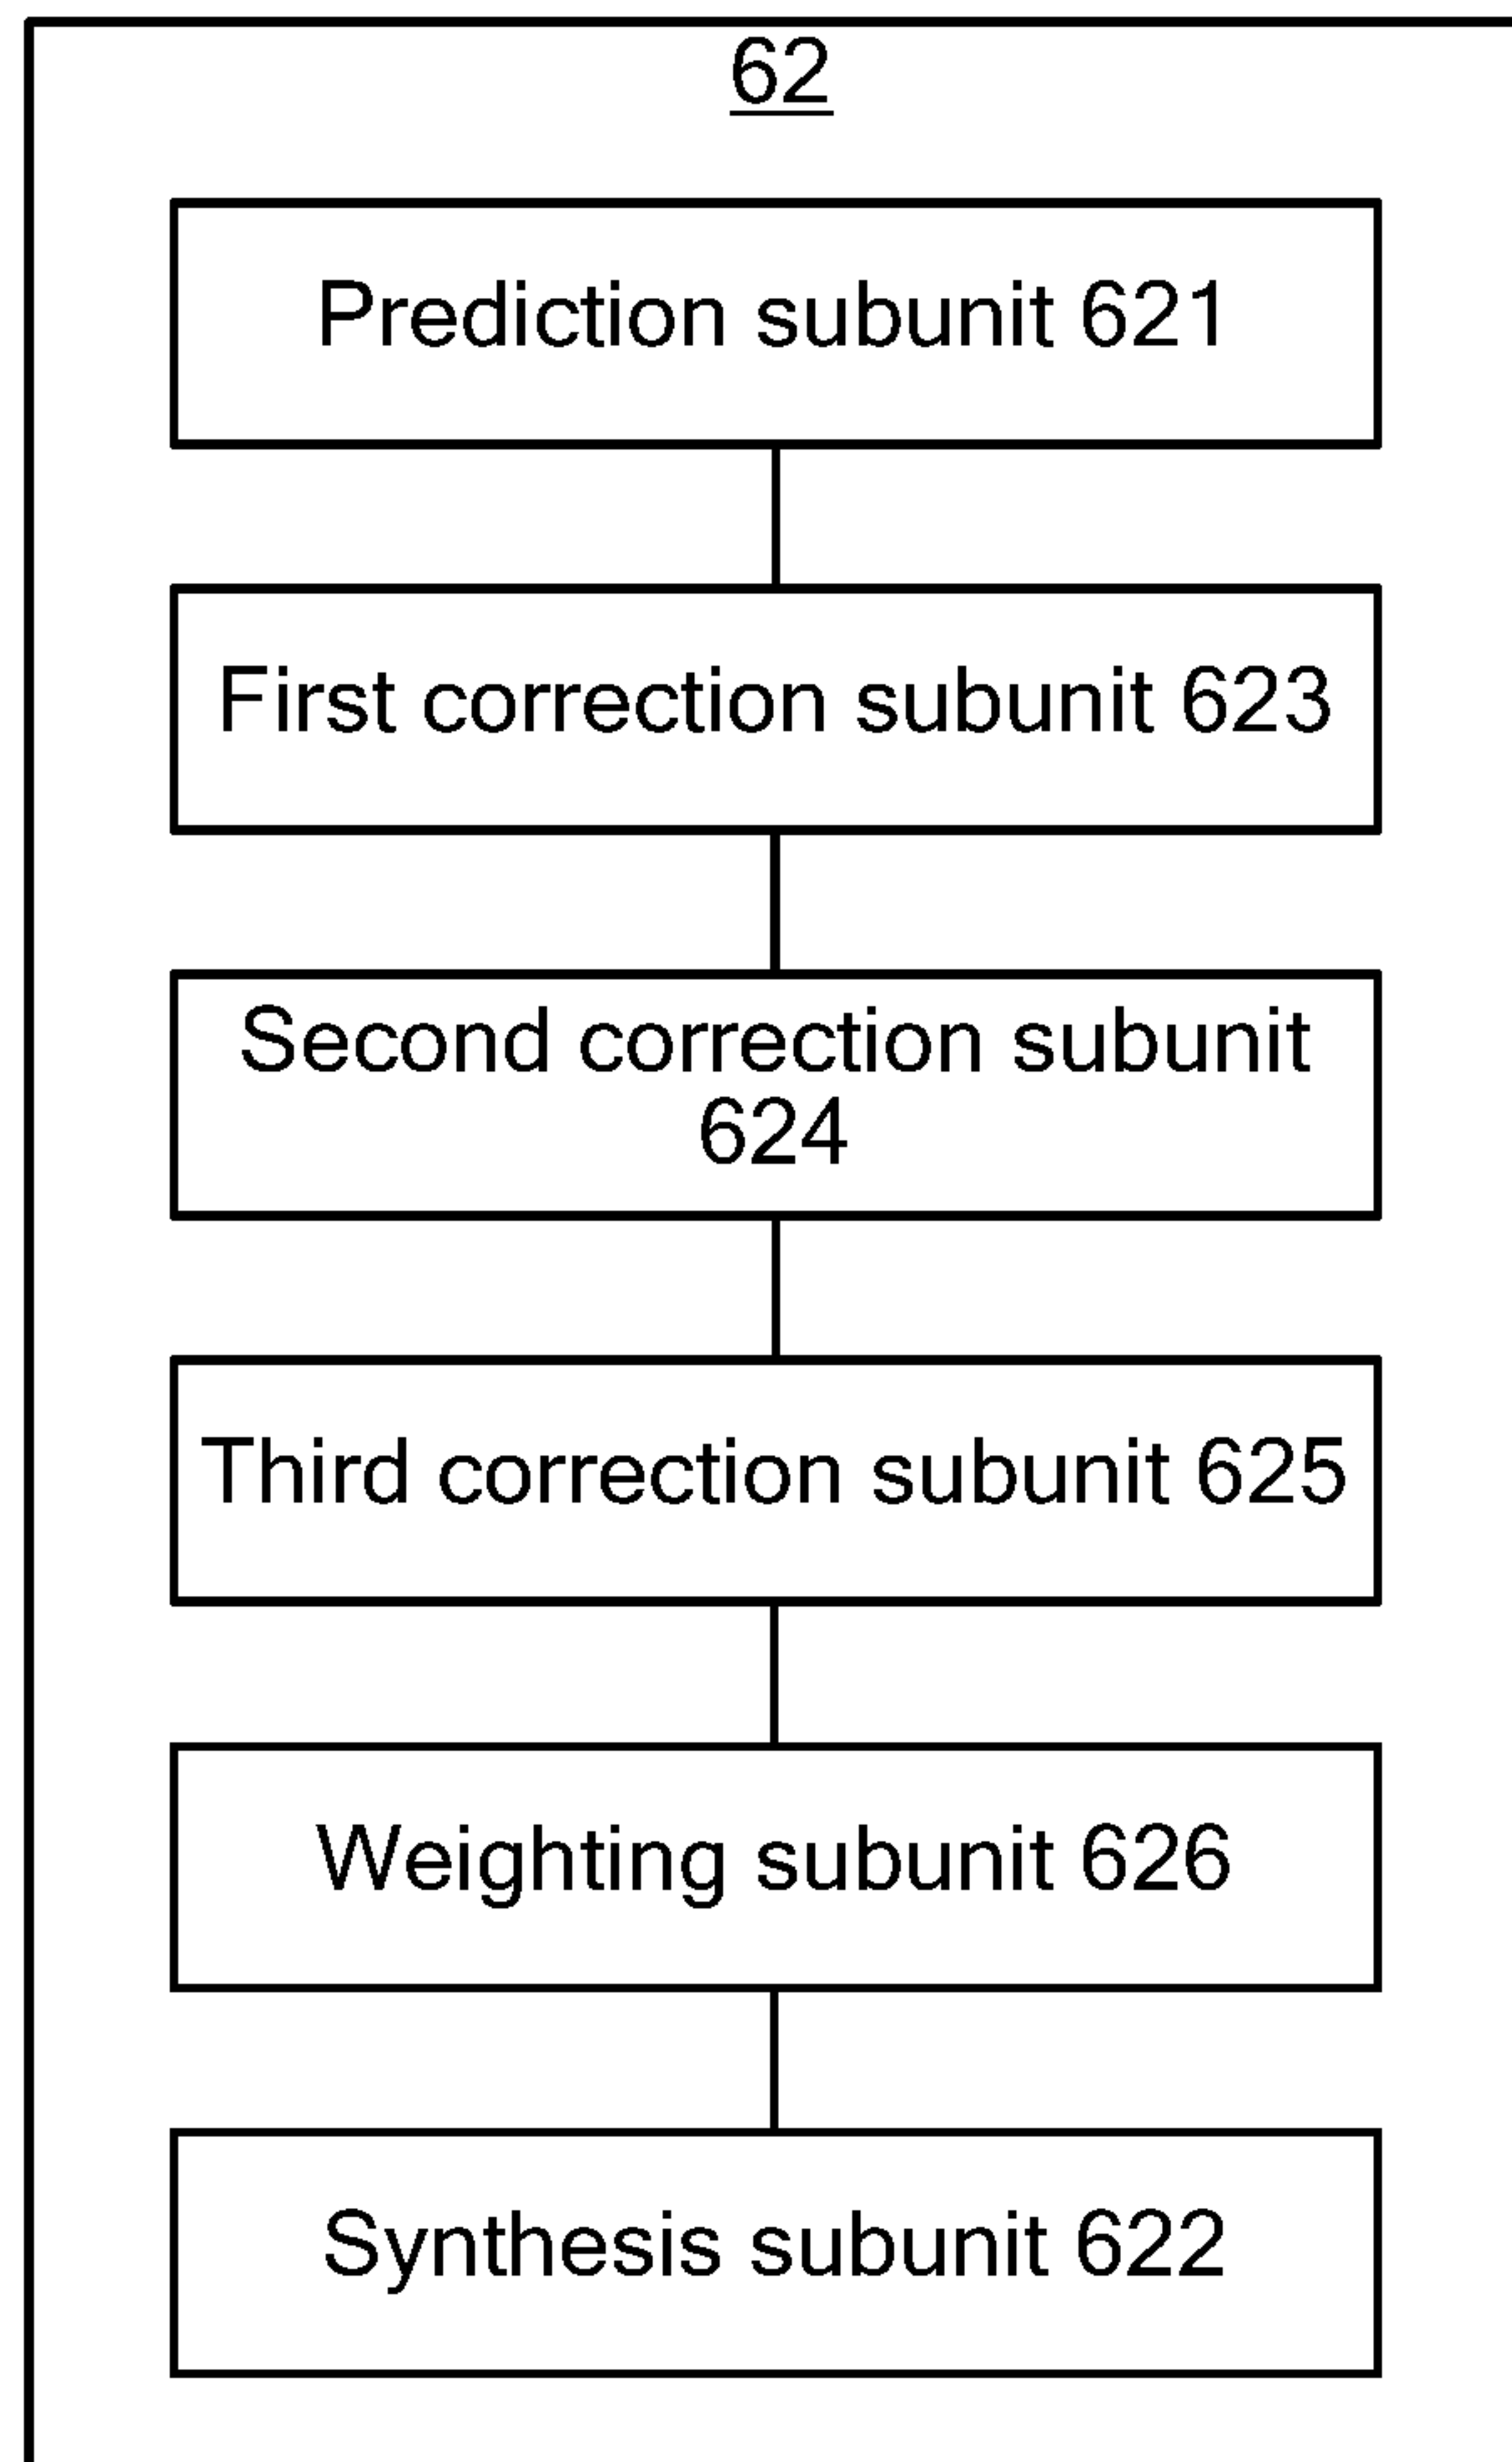 62
Prediction subunit 621
First correction subunit 623
Second correction subunit
624
Third correction subunit 625
Weighting subunit 626
Synthesis subunit 622